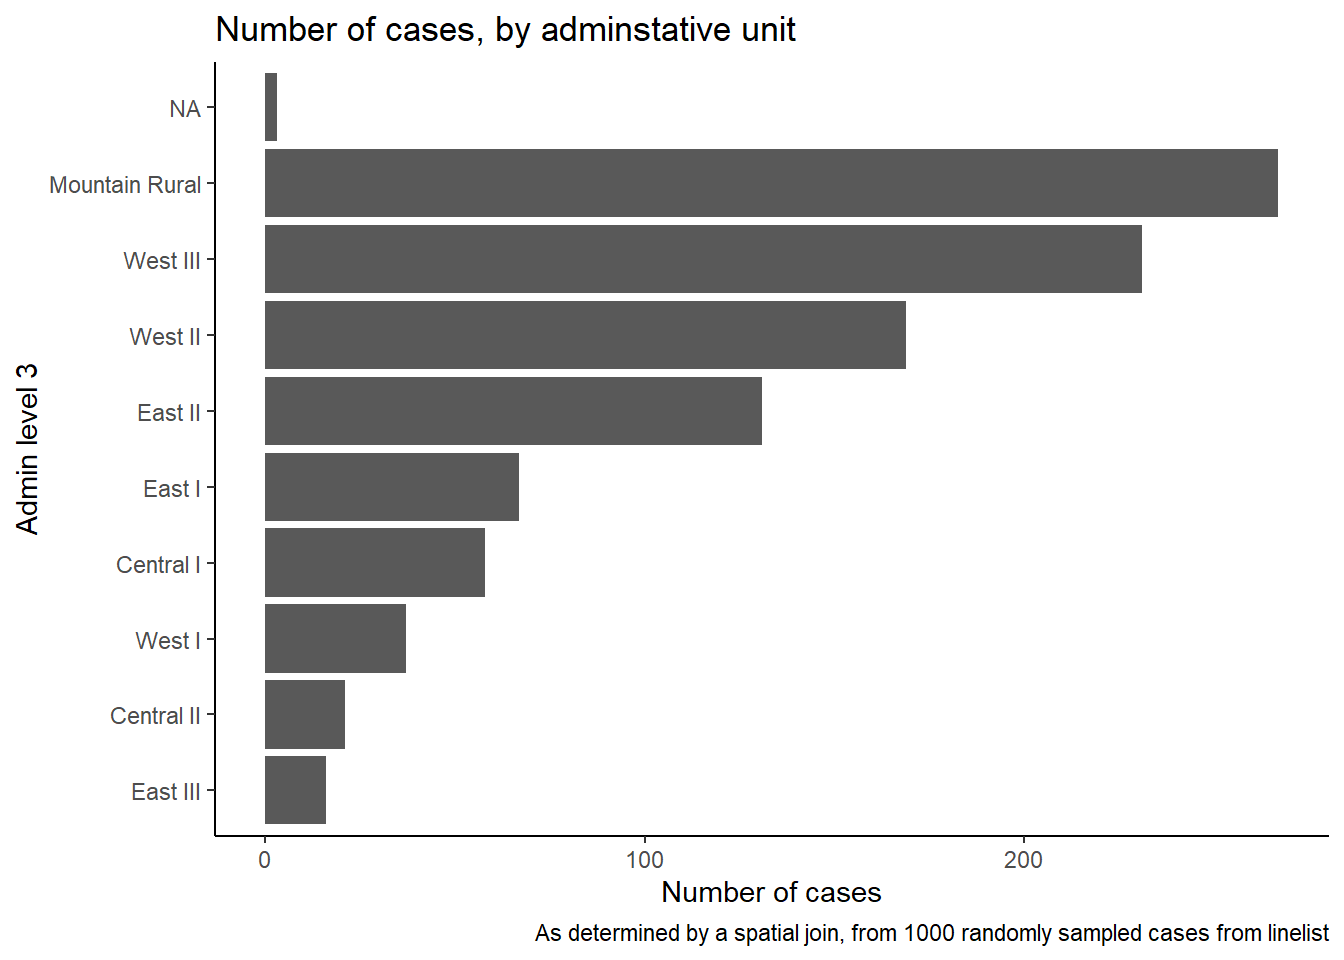 Number of cases, by adminstative unit
Admin level 3
NA
Mountain Rural
West III
West II
East II
East I
Central I
West I
Central II
East III
0 100 200
Number of cases
As determined by a spatial join, from 1000 randomly sampled cases from linelist